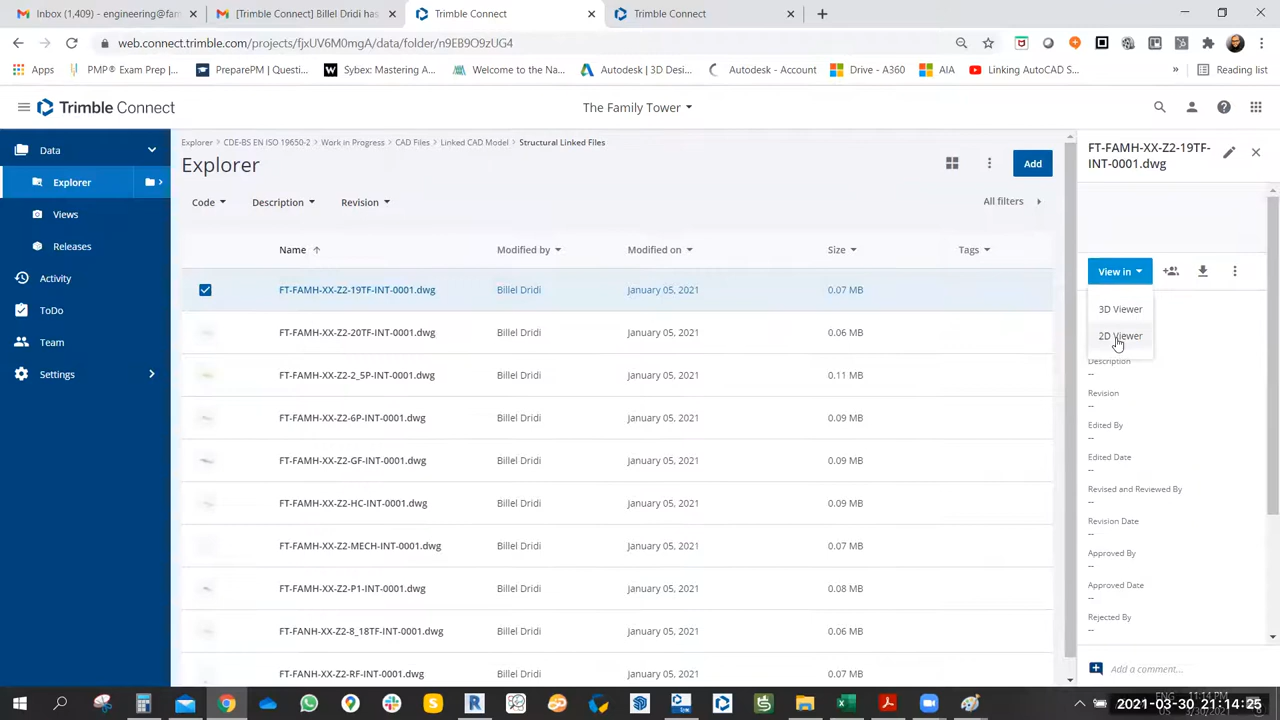 Inbox (1,409) - engineering@fam
[Trimble Connect] Billel Dridi has
Trimble Connect
Trimble Connect
web.connect.trimble.com/projects/fjxUV6M0mgA/data/folder/n9EB9O9zUG4
Apps
PMP® Exam Prep |...
PreparePM | Questi...
Sybex: Mastering A...
Welcome to the Na...
Autodesk | 3D Desi...
Autodesk - Account
Drive - A360
AIA
Linking AutoCAD S...
Reading list
Trimble Connect
The Family Tower
Data
Explorer
Views
Releases
Activity
ToDo
Team
Settings
Explorer > CDE-BS EN ISO 19650-2 > Work in Progress > CAD Files > Linked CAD Model > Structural Linked Files
Explorer
Add
Code
Description
Revision
All filters
Name
Modified by
Modified on
Size
Tags
FT-FAMH-XX-Z2-19TF-INT-0001.dwg Billel Dridi January 05, 2021 0.07 MB
FT-FAMH-XX-Z2-20TF-INT-0001.dwg Billel Dridi January 05, 2021 0.06 MB
FT-FAMH-XX-Z2-2_5P-INT-0001.dwg Billel Dridi January 05, 2021 0.11 MB
FT-FAMH-XX-Z2-6P-INT-0001.dwg Billel Dridi January 05, 2021 0.09 MB
FT-FAMH-XX-Z2-GF-INT-0001.dwg Billel Dridi January 05, 2021 0.09 MB
FT-FAMH-XX-Z2-HC-INT-0001.dwg Billel Dridi January 05, 2021 0.09 MB
FT-FAMH-XX-Z2-MECH-INT-0001.dwg Billel Dridi January 05, 2021 0.07 MB
FT-FAMH-XX-Z2-P1-INT-0001.dwg Billel Dridi January 05, 2021 0.08 MB
FT-FANH-XX-Z2-8_18TF-INT-0001.dwg Billel Dridi January 05, 2021 0.06 MB
FT-FANH-XX-Z2-RF-INT-0001.dwg Billel Dridi January 05, 2021 0.07 MB
FT-FAMH-XX-Z2-19TF-
INT-0001.dwg
View in
3D Viewer
2D Viewer
Description
--
Revision
--
Edited By
--
Edited Date
--
Revised and Reviewed By
--
Revision Date
--
Approved By
--
Approved Date
--
Rejected By
--
Add a comment...
ENG 11:14 PM
2021-03-30 21:14:25